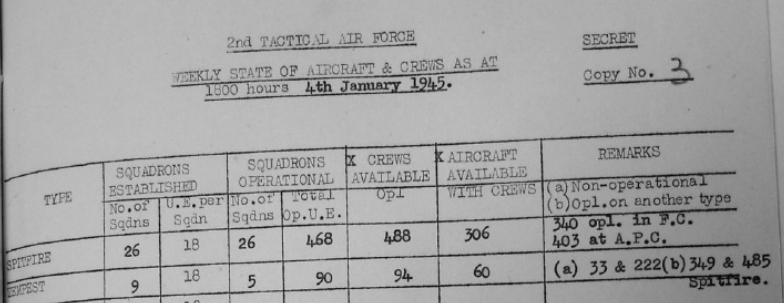 2nd TACTICAL AIR FORCE
SECRET
WEEKLY STATE OF AIRCRAFT & CREWS AS AT
1800 hours 4th January 1945.
Copy No. 3
TYPE
SQUADRONS ESTABLISHED
SQUADRONS OPERATIONAL
X CREWS AVAILABLE Opl
X AIRCRAFT AVAILABLE WITH CREWS
REMARKS
(a) Non-operational
(b) Opl. on another type
No. of Sqdns
U.E. per Sqdn
No. of Sqdns
Total Op.U.E.
SPITFIRE 26 18 26 468 488 306 340 opl. in F.C.
403 at A.P.C.
TEMPEST 9 18 5 90 94 60 (a) 33 & 222 (b) 349 & 485
Spitfire.